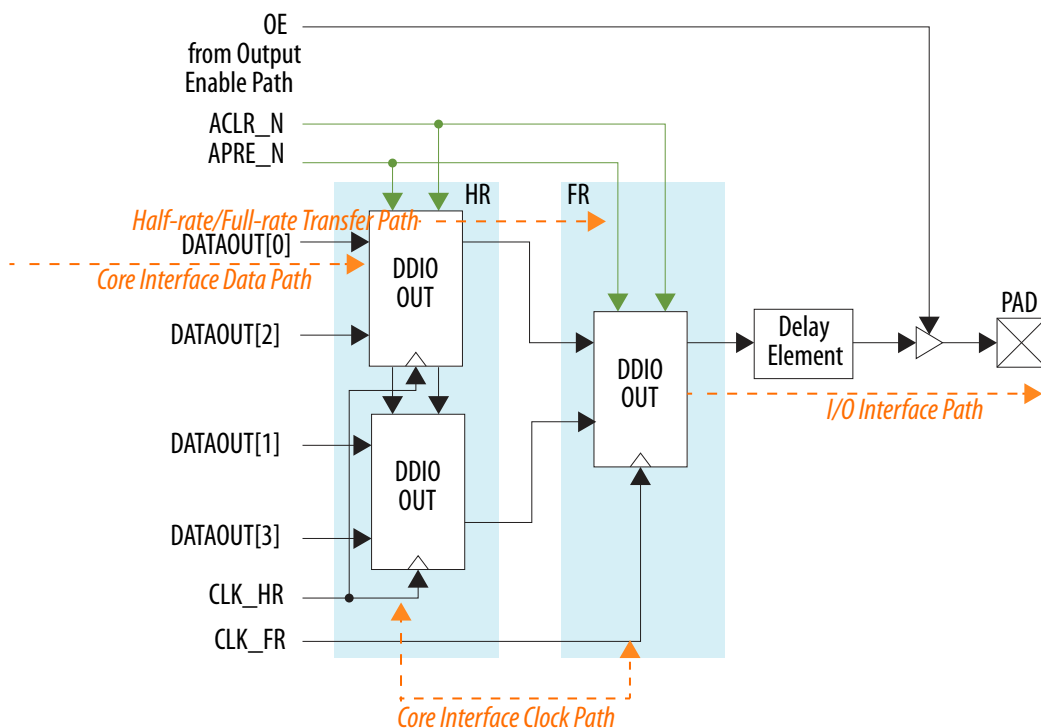 OE
from Output
Enable Path
ACLR_N
APRE_N
HR
FR
Half-rate/Full-rate Transfer Path
DATAOUT[0]
Core Interface Data Path
DDIO
OUT
DATAOUT[2]
PAD
Delay
Element
DDIO
OUT
I/O Interface Path
DATAOUT[1]
DDIO
OUT
DATAOUT[3]
CLK_HR
CLK_FR
Core Interface Clock Path